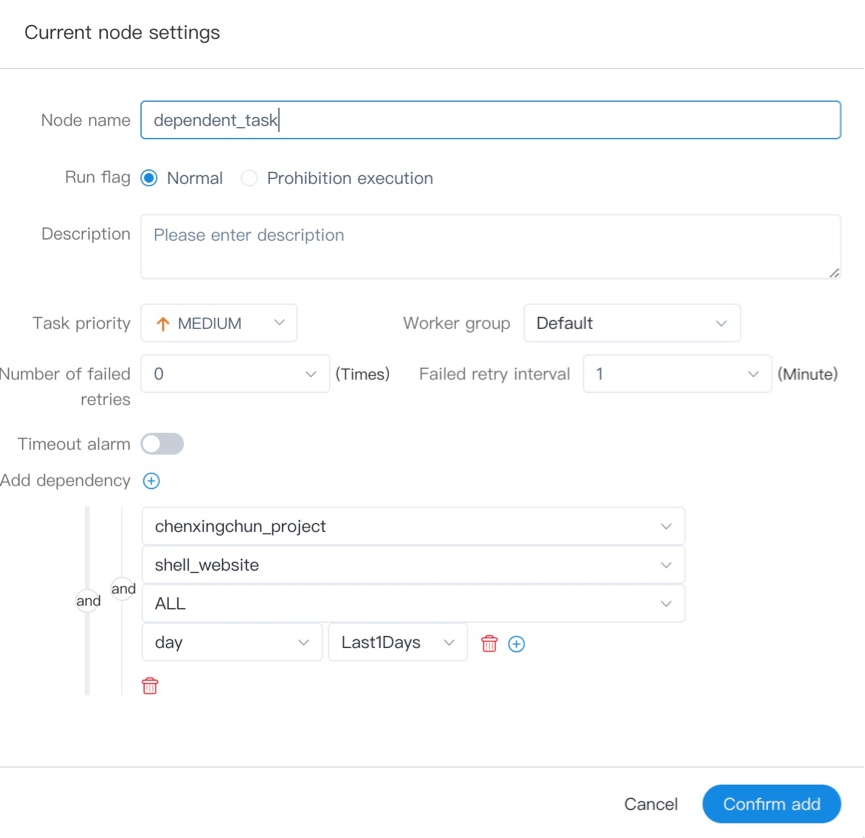 Current node settings
Node name dependent_task
Run flag Normal Prohibition execution
Description Please enter description
Task priority MEDIUM Worker group Default
Number of failed retries 0 (Times) Failed retry interval 1 (Minute)
Timeout alarm
Add dependency
chenxingchun_project
shell_website
and and
ALL
day Last1Days
Cancel Confirm add